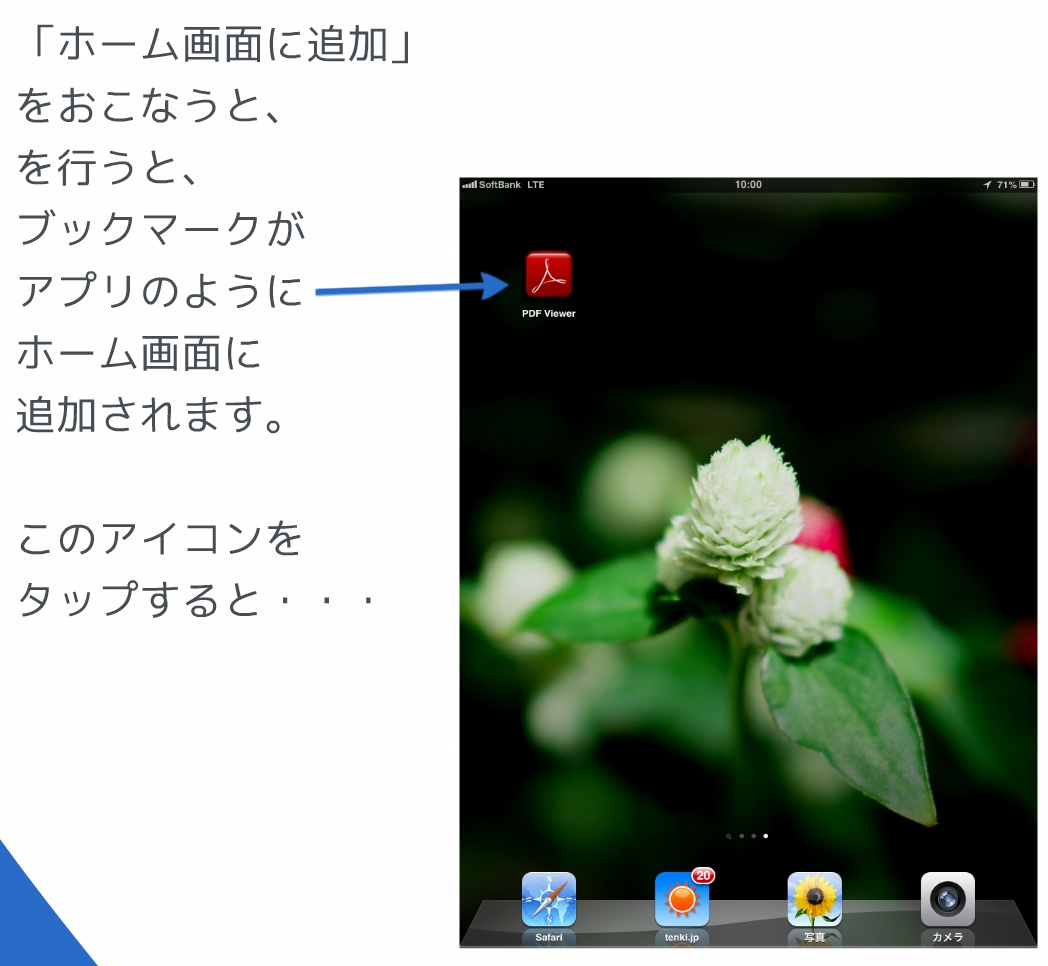 「ホーム画面に追加」
をおこなうと、
を行うと、
ブックマークが
アプリのように
ホーム画面に
追加されます。
このアイコンを
タップすると・・・
SoftBank LTE 10:00 71%
PDF Viewer
20
Safari tenki.jp 写真 カメラ